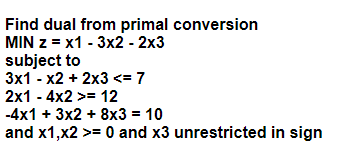 Find dual from primal conversion
MIN z = x1 - 3x2 - 2x3
subject to
3x1 - x2 + 2x3 <= 7
2x1 - 4x2 >= 12
-4x1 + 3x2 + 8x3 = 10
and x1,x2 >= 0 and x3 unrestricted in sign